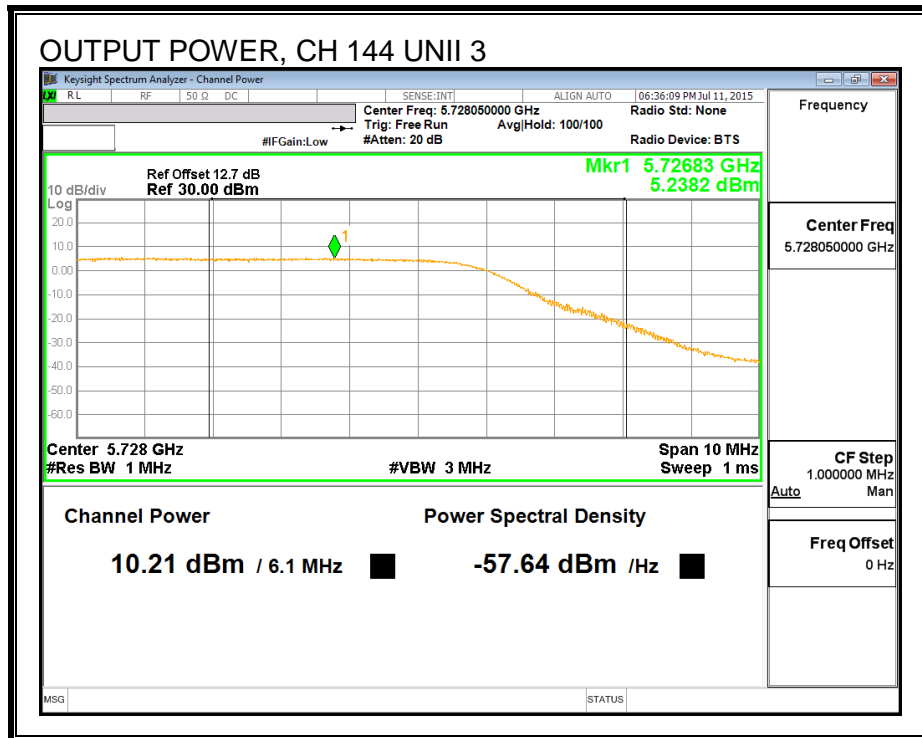 OUTPUT POWER, CH 144 UNII 3
Keysight Spectrum Analyzer - Channel Power
LXI RL RF 50 Ω DC SENSE:INT ALIGN AUTO 06:36:09 PM Jul 11, 2015
Center Freq: 5.728050000 GHz Radio Std: None
Trig: Free Run Avg|Hold: 100/100
#IFGain:Low #Atten: 20 dB Radio Device: BTS
Frequency
Mkr1 5.72683 GHz
5.2382 dBm
Ref Offset 12.7 dB
10 dB/div Ref 30.00 dBm
Log
20.0
10.0
0.00
-10.0
-20.0
-30.0
-40.0
-50.0
-60.0
1
Center Freq
5.728050000 GHz
Center 5.728 GHz Span 10 MHz
#Res BW 1 MHz #VBW 3 MHz Sweep 1 ms
CF Step
1.000000 MHz
Auto Man
Channel Power Power Spectral Density
10.21 dBm / 6.1 MHz -57.64 dBm /Hz
Freq Offset
0 Hz
MSG STATUS